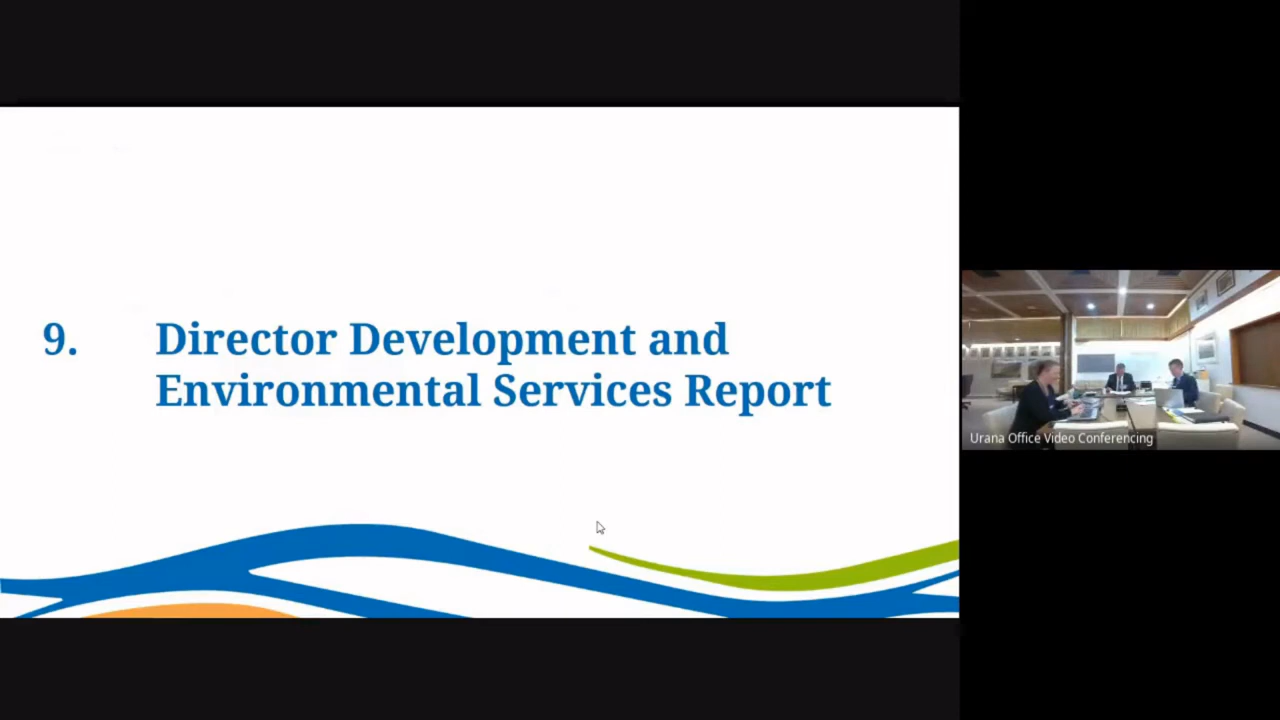 9. Director Development and
Environmental Services Report
Urana Office Video Conferencing